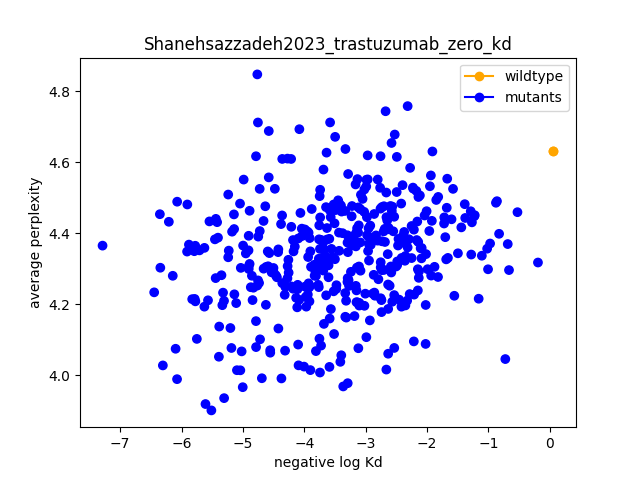 Shanehsazzadeh2023_trastuzumab_zero_kd
wildtype
mutants
average perplexity
4.8
4.6
4.4
4.2
4.0
−7 −6 −5 −4 −3 −2 −1 0
negative log Kd